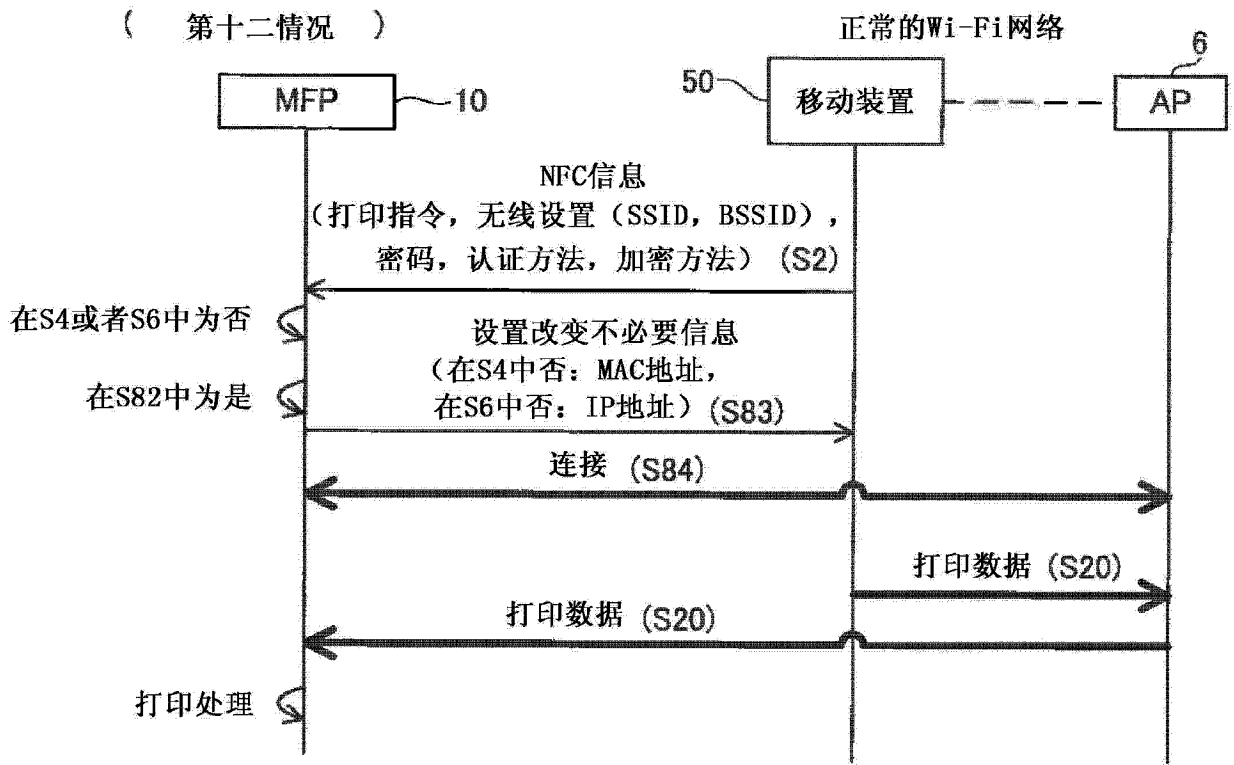 ( 第十二情况 )
正常的Wi-Fi网络
6
MFP
10
50
移动装置
AP
NFC信息
（打印指令，无线设置（SSID，BSSID），
密码，认证方法，加密方法）(S2)
在S4或者S6中为否
设置改变不必要信息
（在S4中否：MAC地址，
在S82中为是
在S6中否：IP地址）(S83)
连接 (S84)
打印数据 (S20)
打印数据 (S20)
打印处理